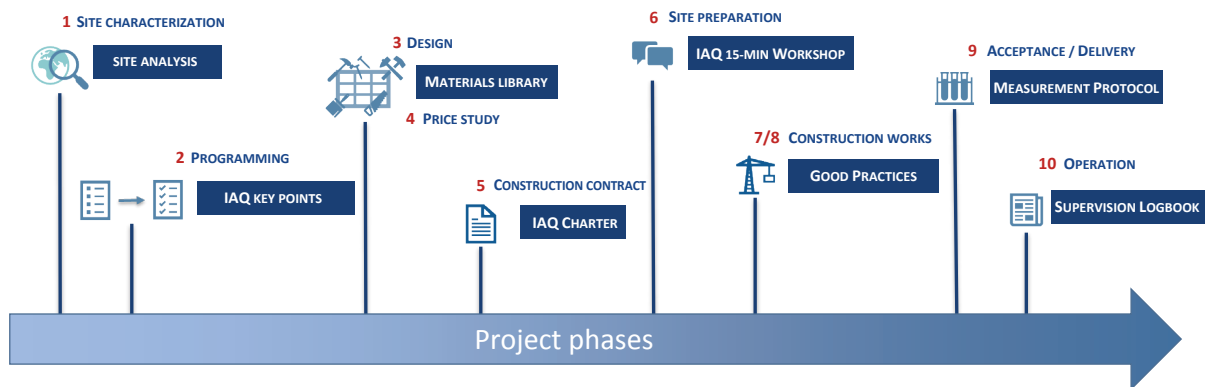 1 SITE CHARACTERIZATION
SITE ANALYSIS
2 PROGRAMMING
IAQ KEY POINTS
3 DESIGN
MATERIALS LIBRARY
4 PRICE STUDY
5 CONSTRUCTION CONTRACT
IAQ CHARTER
6 SITE PREPARATION
IAQ 15-MIN WORKSHOP
7/8 CONSTRUCTION WORKS
GOOD PRACTICES
9 ACCEPTANCE / DELIVERY
MEASUREMENT PROTOCOL
10 OPERATION
SUPERVISION LOGBOOK
Project phases